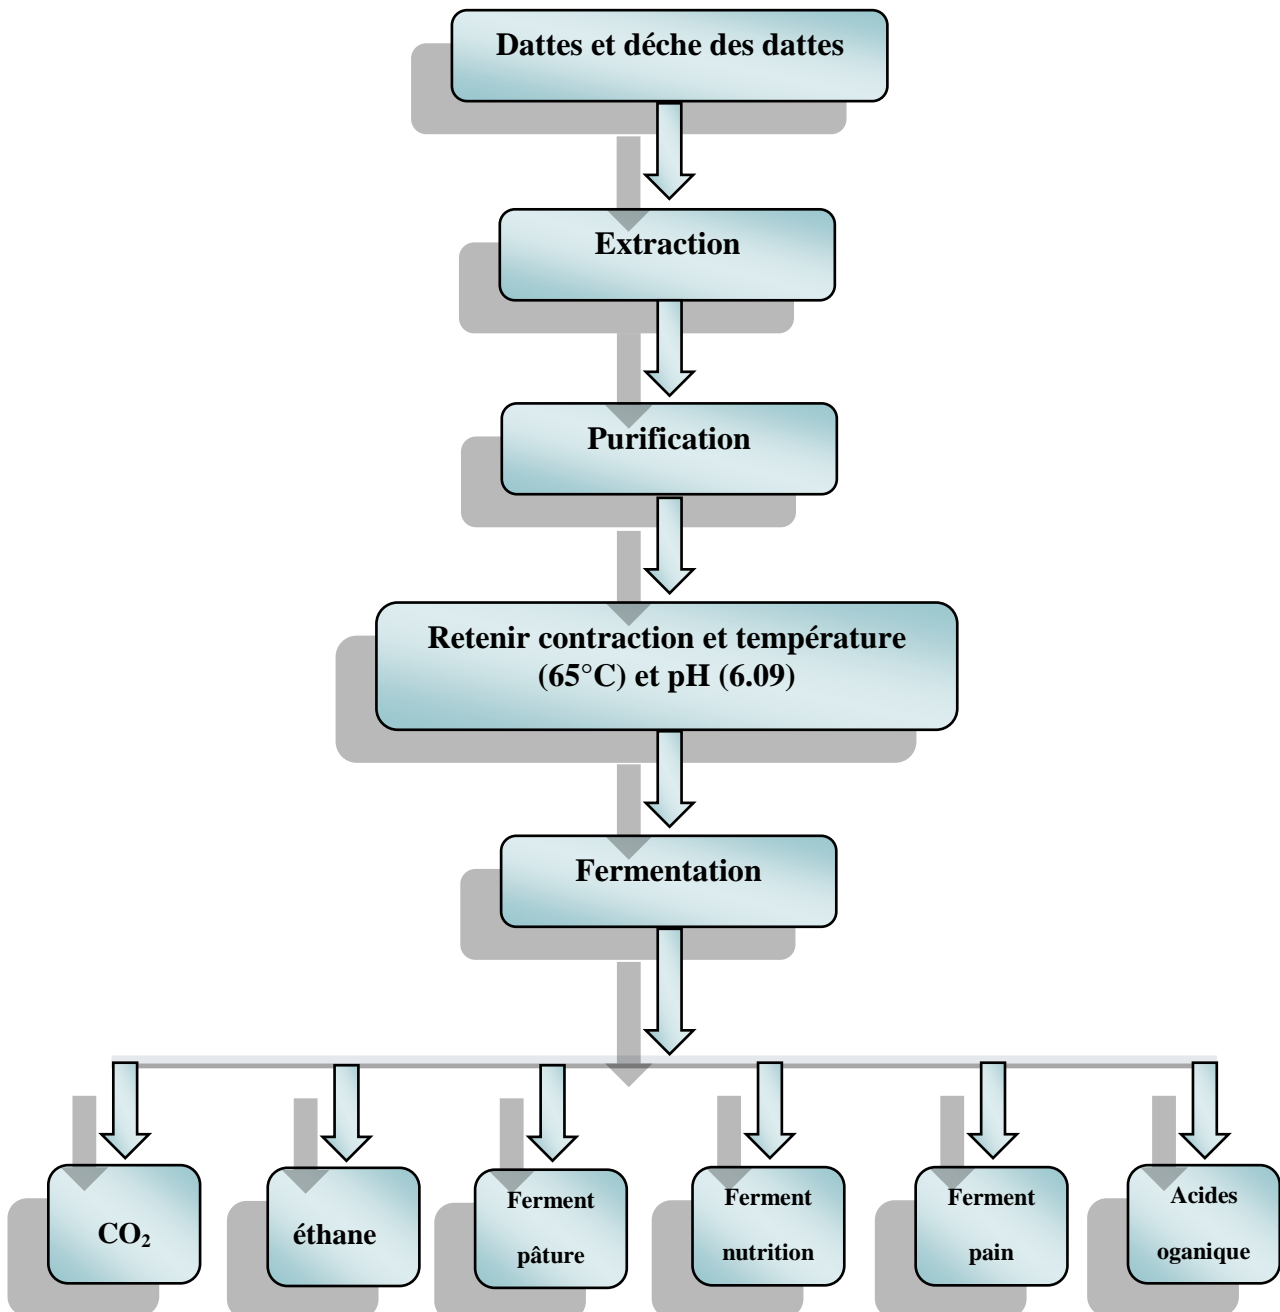 Dattes et déche des dattes
Extraction
Purification
Retenir contraction et température
(65°C) et pH (6.09)
Fermentation
CO₂
éthane
Ferment
pâture
Ferment
nutrition
Ferment
pain
Acides
oganique